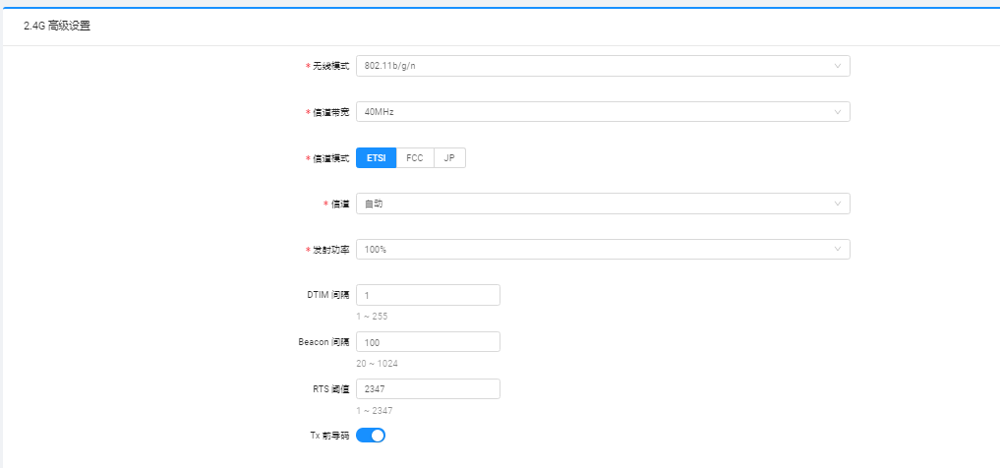 2.4G 高级设置
* 无线模式 802.11b/g/n
* 信道带宽 40MHz
* 信道模式 ETSI FCC JP
* 信道 自动
* 发射功率 100%
DTIM 间隔 1
1 ~ 255
Beacon 间隔 100
20 ~ 1024
RTS 阈值 2347
1 ~ 2347
Tx 前导码